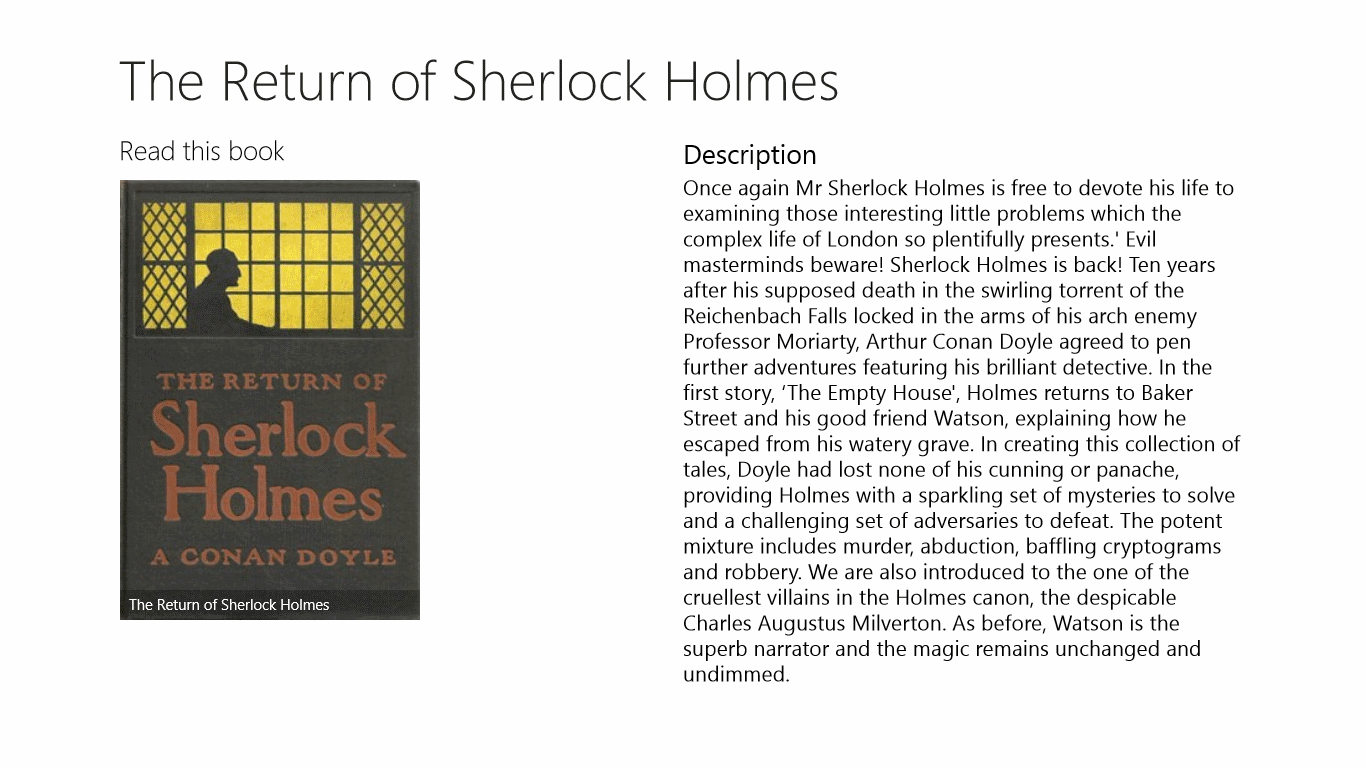 The Return of Sherlock Holmes
Read this book
THE RETURN OF
Sherlock
Holmes
A CONAN DOYLE
The Return of Sherlock Holmes
Description
Once again Mr Sherlock Holmes is free to devote his life to
examining those interesting little problems which the
complex life of London so plentifully presents.' Evil
masterminds beware! Sherlock Holmes is back! Ten years
after his supposed death in the swirling torrent of the
Reichenbach Falls locked in the arms of his arch enemy
Professor Moriarty, Arthur Conan Doyle agreed to pen
further adventures featuring his brilliant detective. In the
first story, ‘The Empty House', Holmes returns to Baker
Street and his good friend Watson, explaining how he
escaped from his watery grave. In creating this collection of
tales, Doyle had lost none of his cunning or panache,
providing Holmes with a sparkling set of mysteries to solve
and a challenging set of adversaries to defeat. The potent
mixture includes murder, abduction, baffling cryptograms
and robbery. We are also introduced to the one of the
cruellest villains in the Holmes canon, the despicable
Charles Augustus Milverton. As before, Watson is the
superb narrator and the magic remains unchanged and
undimmed.